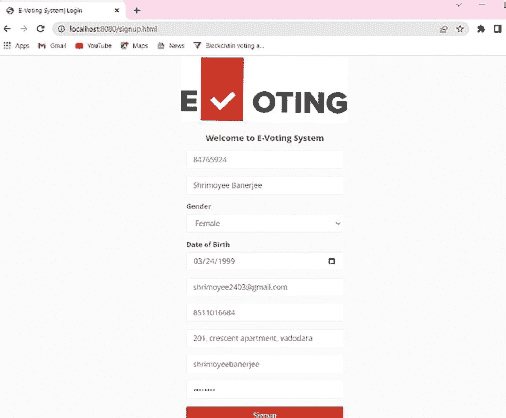 E-Voting System| Login
localhost:8080/signup.html
Apps Gmail YouTube Maps News Blockchain voting a...
E VOTING
Welcome to E-Voting System
84765924
Shrimoyee Banerjee
Gender
Female
Date of Birth
03/24/1999
shrimoyee2403@gmail.com
8511016684
201, crescent apartment, vadodara
shrimoyeebanerjee
••••••••
Signup